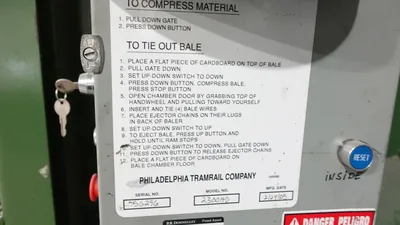 TO COMPRESS MATERIAL
1. PULL DOWN GATE
2. PRESS DOWN BUTTON
TO TIE OUT BALE
1. PLACE A FLAT PIECE OF CARDBOARD ON TOP OF BALE
2. PULL GATE DOWN
3. SET UP-DOWN SWITCH TO DOWN
4. PRESS DOWN BUTTON, COMPRESS BALE,
PRESS STOP BUTTON
5. OPEN CHAMBER DOOR BY GRABBING TOP OF
HANDWHEEL AND PULLING TOWARD YOURSELF
6. INSERT AND TIE (4) BALE WIRES
7. PLACE EJECTOR CHAINS ON THEIR LUGS
IN BACK OF BALER
8. SET UP-DOWN SWITCH TO UP
9. TO EJECT BALE, PRESS UP BUTTON AND
HOLD UNTIL RAM STOPS
10. SET UP-DOWN SWITCH TO DOWN, PULL GATE DOWN
11. PRESS DOWN BUTTON TO RELEASE EJECTOR CHAINS
12. PLACE A FLAT PIECE OF CARDBOARD ON
BALE CHAMBER FLOOR
PHILADELPHIA TRAMRAIL COMPANY
SERIAL NO. MODEL NO. MFG. DATE
RESET
INSIDE
RR DONNELLEY
Fixed Asset
DANGER PELIGRO